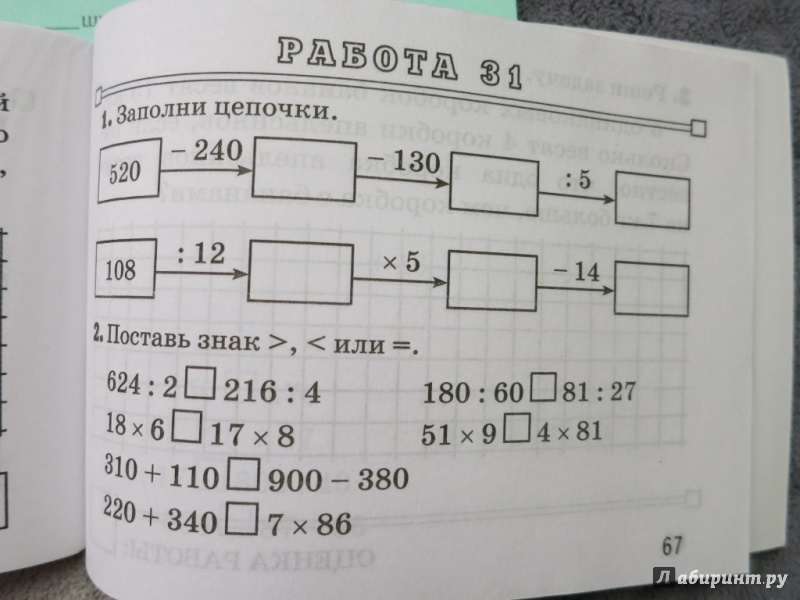 РАБОТА 31
1. Заполни цепочки.
520 − 240 − 130 : 5
108 : 12 × 5 − 14
2. Поставь знак >, < или =.
624 : 2 □ 216 : 4 180 : 60 □ 81 : 27
18 × 6 □ 17 × 8 51 × 9 □ 4 × 81
310 + 110 □ 900 − 380
220 + 340 □ 7 × 86
67
Лабиринт.ру